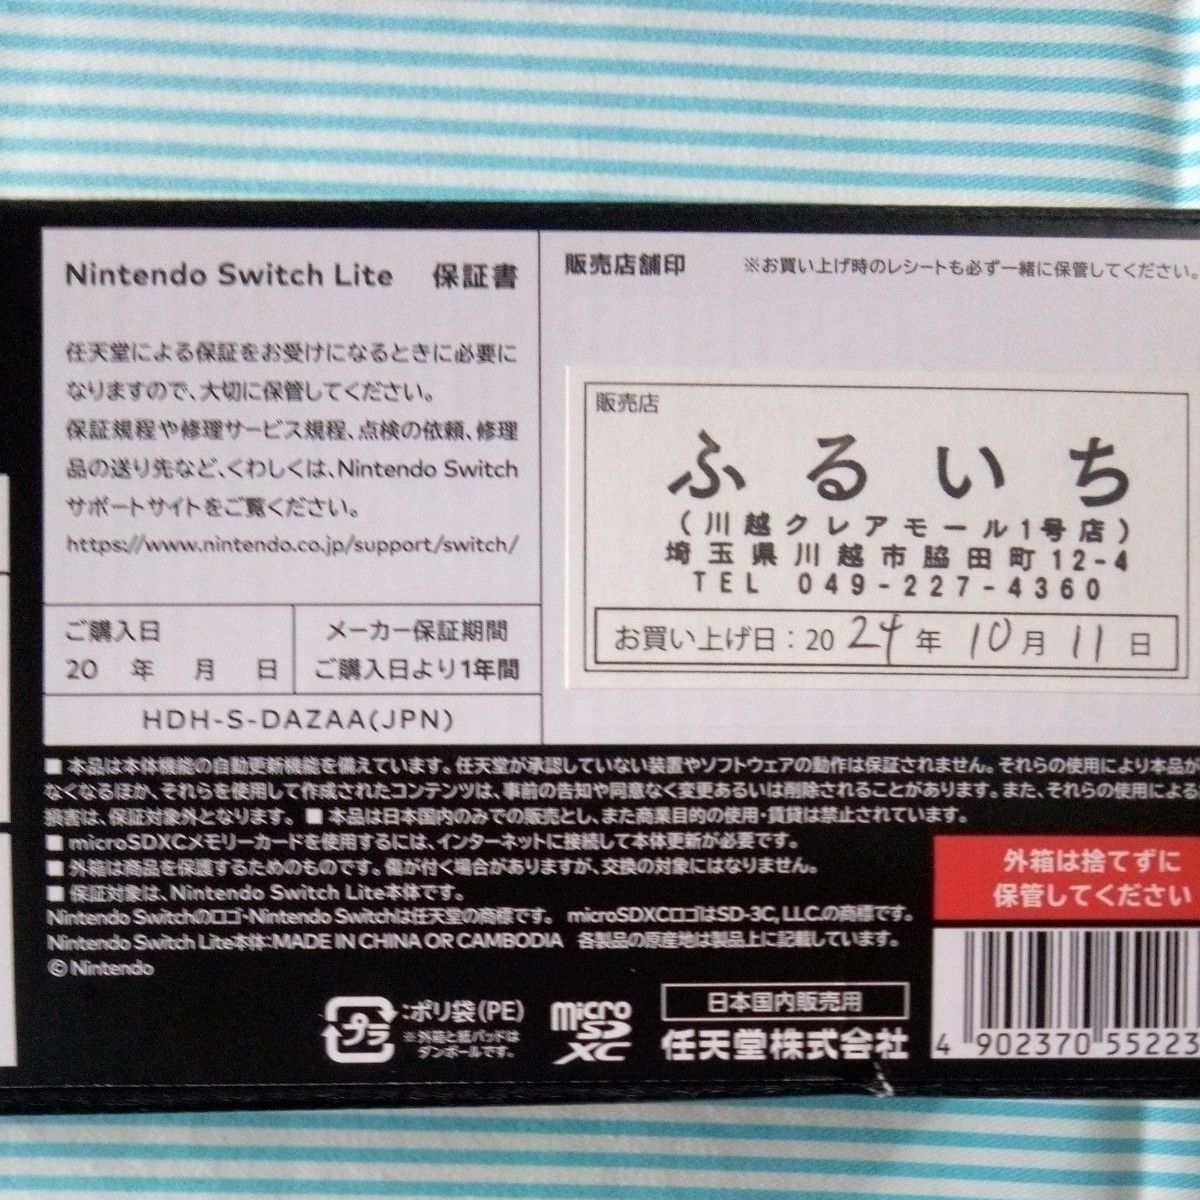 Nintendo Switch Lite 保証書
任天堂による保証をお受けになるときに必要に
なりますので、大切に保管してください。
保証規程や修理サービス規程、点検の依頼、修理
品の送り先など、くわしくは、Nintendo Switch
サポートサイトをご覧ください。
https://www.nintendo.co.jp/support/switch/
ご購入日
20 年 月 日
メーカー保証期間
ご購入日より1年間
HDH-S-DAZAA(JPN)
販売店舗印 ※お買い上げ時のレシートも必ず一緒に保管してください。
販売店
ふるいち
(川越クレアモール1号店)
埼玉県川越市脇田町12-4
TEL 049-227-4360
お買い上げ日:2024年10月11日
■ 本品は本体機能の自動更新機能を備えています。任天堂が承認していない装置やソフトウェアの動作は保証されません。それらの使用により本品が
なくなるほか、それらを使用して作成されたコンテンツは、事前の告知や同意なく変更あるいは削除されることがあります。また、それらの使用による
損害は、保証対象外となります。 ■ 本品は日本国内のみでの販売とし、また商業目的の使用・賃貸は禁止されています。
■ microSDXCメモリーカードを使用するには、インターネットに接続して本体更新が必要です。
■ 外箱は商品を保護するためのものです。傷が付く場合がありますが、交換の対象にはなりません。
■ 保証対象は、Nintendo Switch Lite本体です。
Nintendo Switchのロゴ・Nintendo Switchは任天堂の商標です。 microSDXCロゴはSD-3C, LLC.の商標です。
Nintendo Switch Lite本体:MADE IN CHINA OR CAMBODIA 各製品の原産地は製品上に記載しています。
© Nintendo
外箱は捨てずに
保管してください
プラ
:ポリ袋(PE)
※外箱と紙パッドは
ダンボールです。
micro
SD
XC
日本国内販売用
任天堂株式会社
4 902370 55223